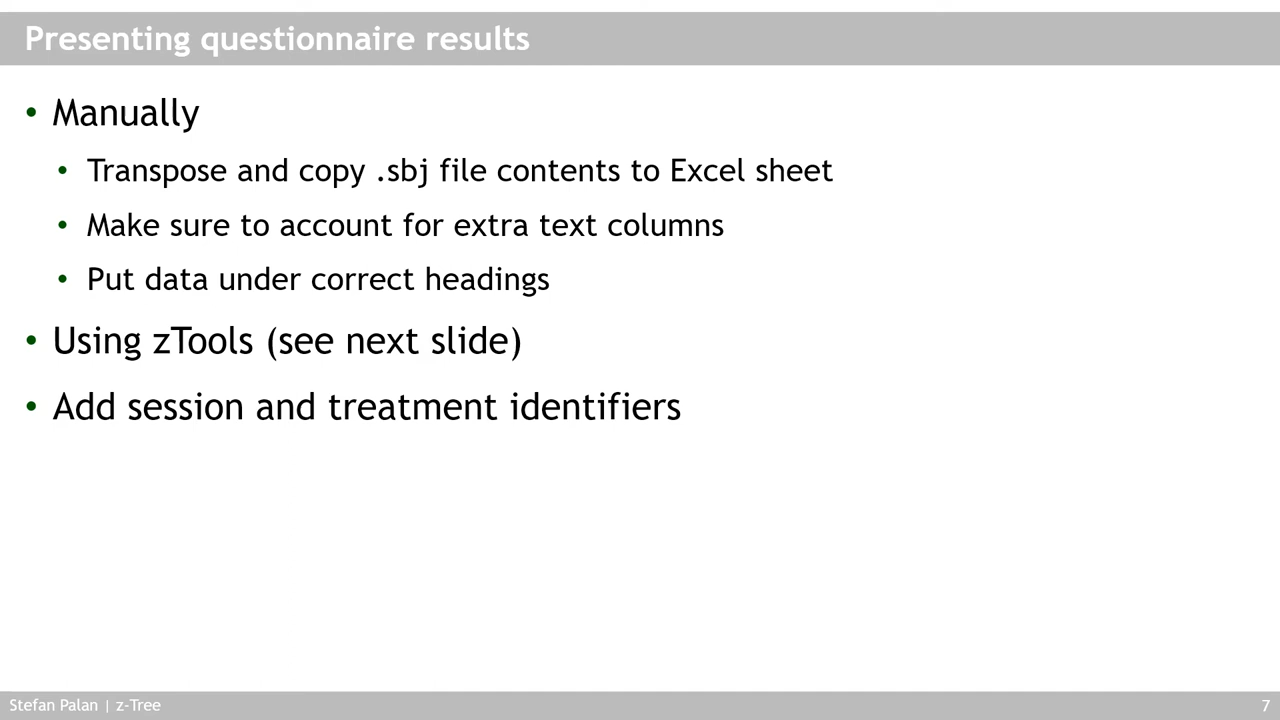 Presenting questionnaire results
• Manually
• Transpose and copy .sbj file contents to Excel sheet
• Make sure to account for extra text columns
• Put data under correct headings
• Using zTools (see next slide)
• Add session and treatment identifiers
Stefan Palan | z-Tree
7